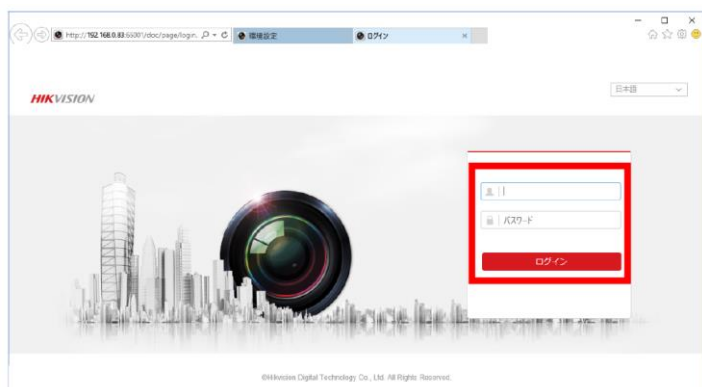 http://192.168.0.83:65001/doc/page/login.
環境設定
ログイン
HIKVISION
日本語
パスワード
ログイン
©Hikvision Digital Technology Co., Ltd. All Rights Reserved.